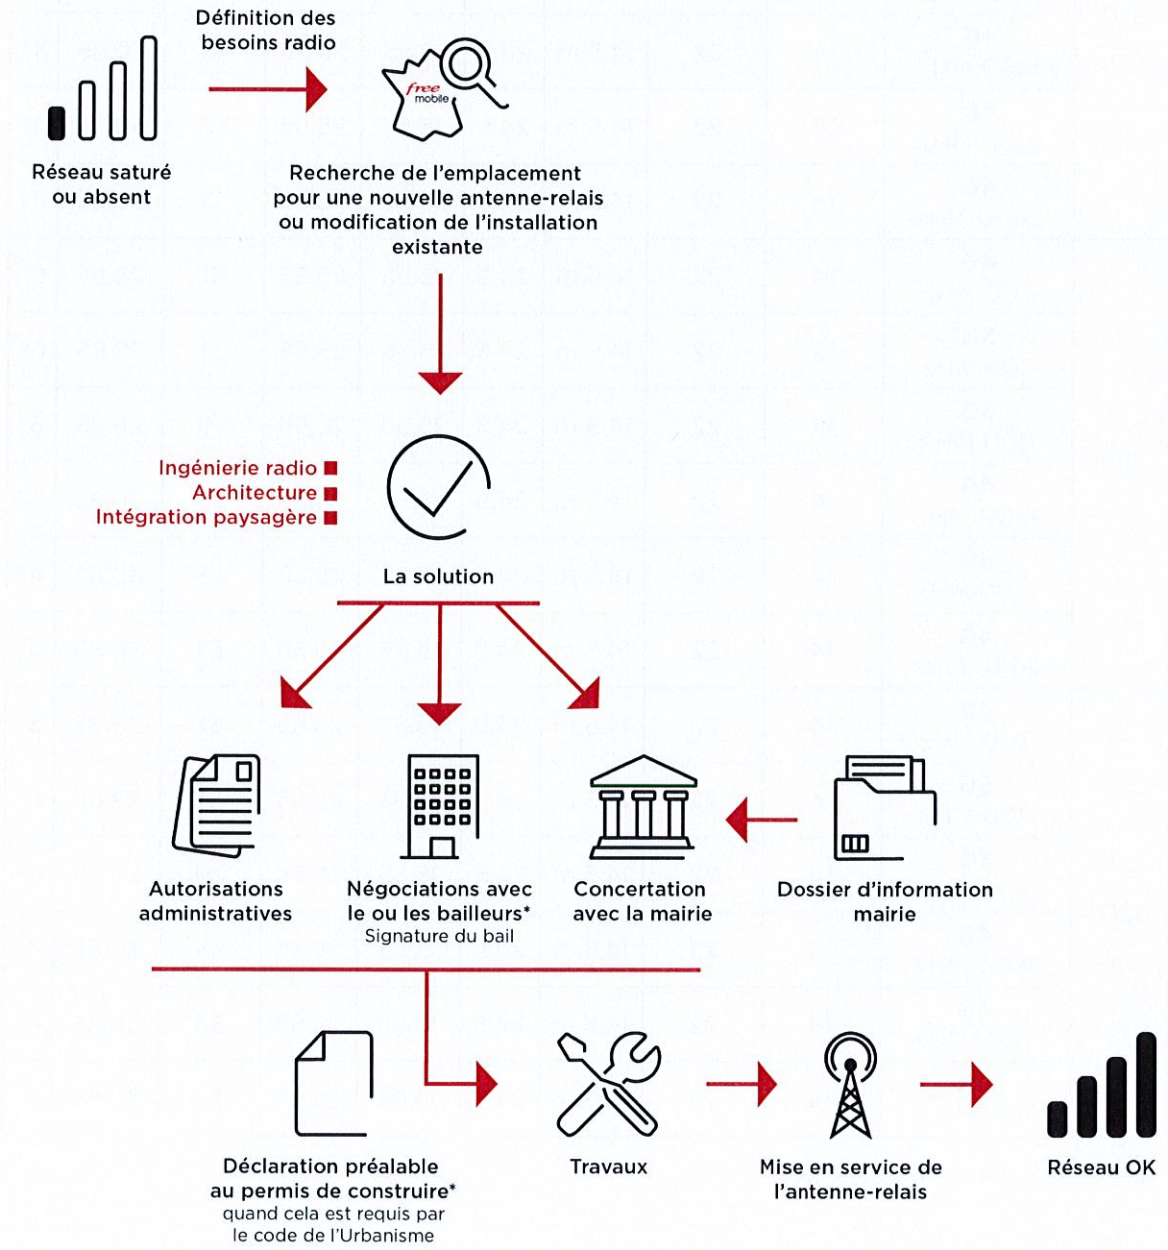 Définition des
besoins radio
free
mobile
Réseau saturé
ou absent
Recherche de l'emplacement
pour une nouvelle antenne-relais
ou modification de l'installation
existante
Ingénierie radio
Architecture
Intégration paysagère
La solution
Autorisations
administratives
Négociations avec
le ou les bailleurs*
Signature du bail
Concertation
avec la mairie
Dossier d'information
mairie
Déclaration préalable
au permis de construire*
quand cela est requis par
le code de l'Urbanisme
Travaux
Mise en service de
l'antenne-relais
Réseau OK